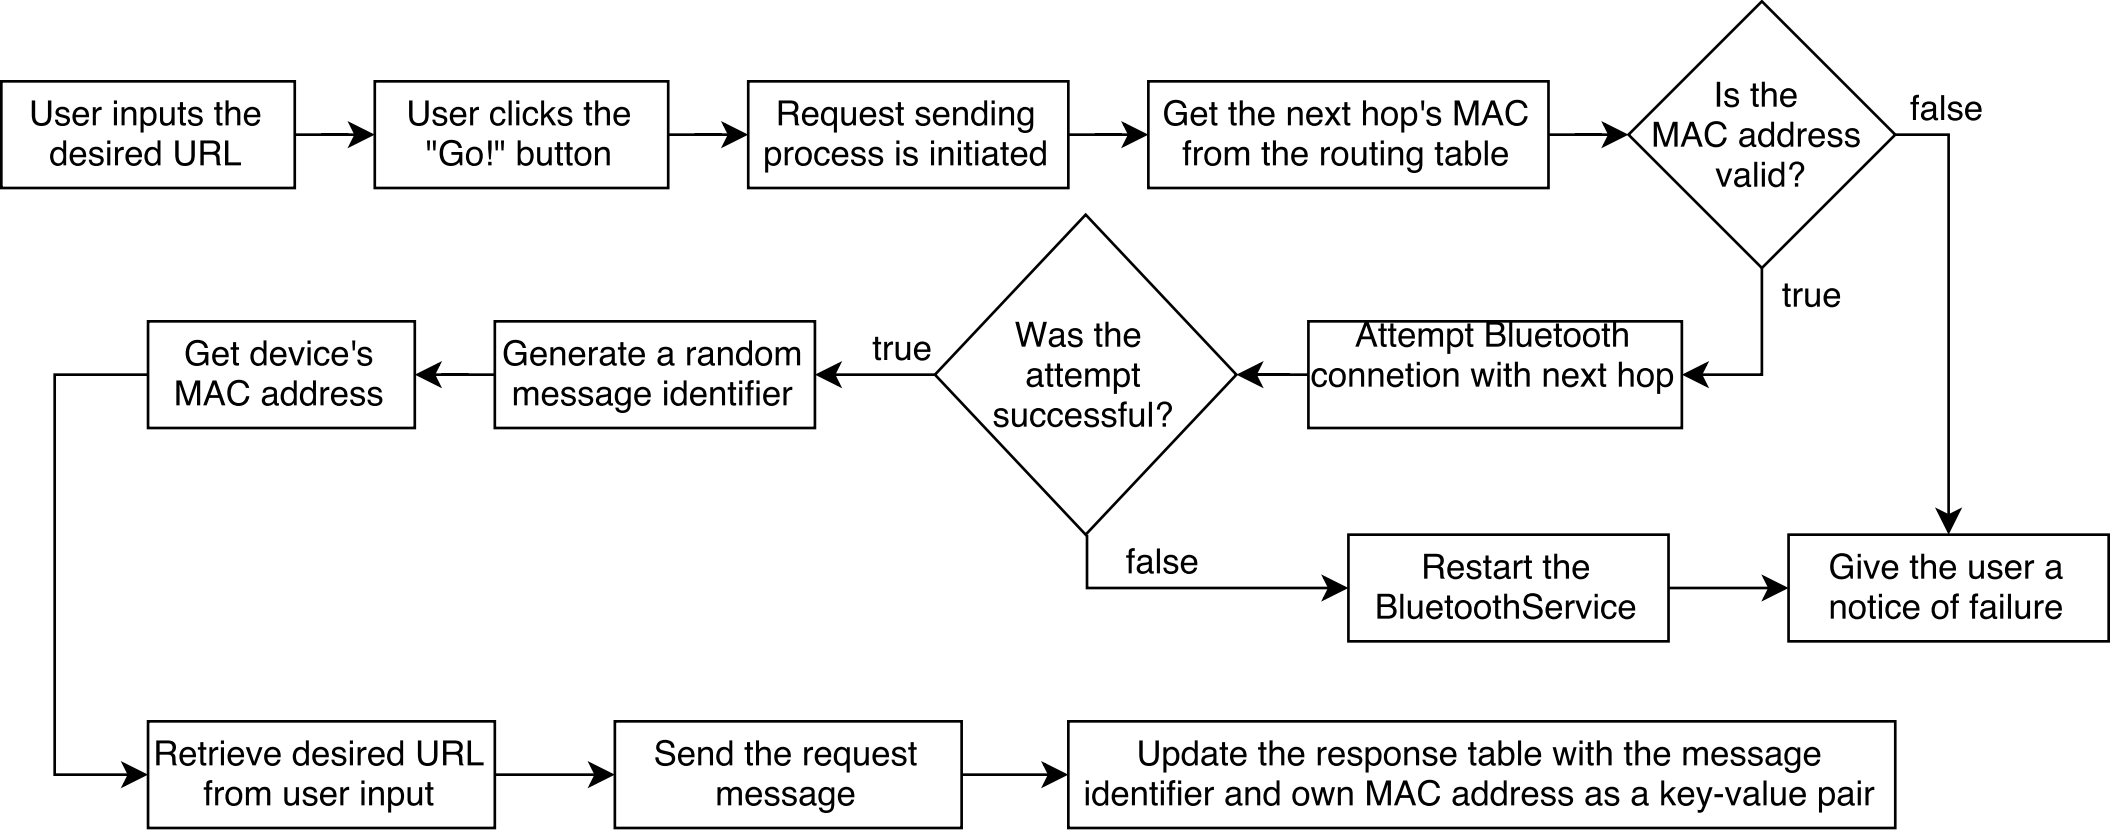 User inputs the
desired URL
User clicks the
"Go!" button
Request sending
process is initiated
Get the next hop's MAC
from the routing table
Is the
MAC address
valid?
false
true
Attempt Bluetooth
connetion with next hop
Was the
attempt
successful?
true
Generate a random
message identifier
Get device's
MAC address
false
Restart the
BluetoothService
Give the user a
notice of failure
Retrieve desired URL
from user input
Send the request
message
Update the response table with the message
identifier and own MAC address as a key-value pair